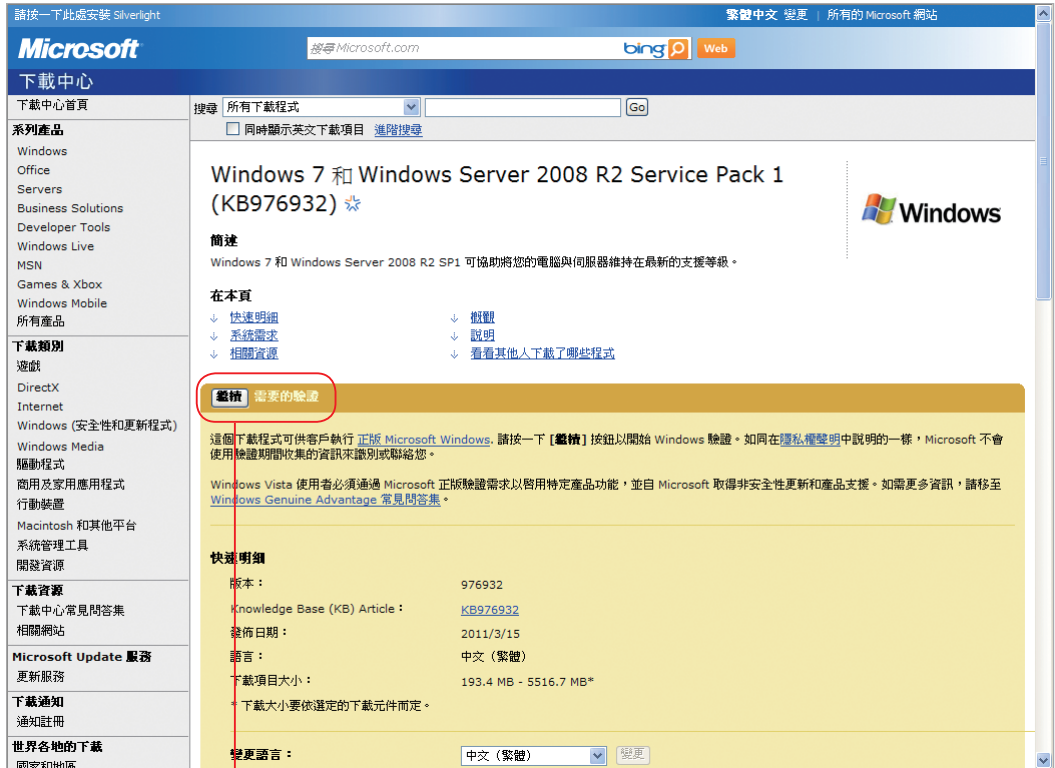 請按一下此處安裝 Silverlight
繁體中文 變更 | 所有的 Microsoft 網站
Microsoft
搜尋 Microsoft.com
bing
Web
下載中心
下載中心首頁
系列產品
Windows
Office
Servers
Business Solutions
Developer Tools
Windows Live
MSN
Games & Xbox
Windows Mobile
所有產品
下載類別
遊戲
DirectX
Internet
Windows (安全性和更新程式)
Windows Media
驅動程式
商用及家用應用程式
行動裝置
Macintosh 和其他平台
系統管理工具
開發資源
下載資源
下載中心常見問答集
相關網站
Microsoft Update 服務
更新服務
下載通知
通知註冊
世界各地的下載
國家和地區
搜尋 所有下載程式 Go
同時顯示英文下載項目 進階搜尋
Windows 7 和 Windows Server 2008 R2 Service Pack 1
(KB976932)
Windows
簡述
Windows 7 和 Windows Server 2008 R2 SP1 可協助將您的電腦與伺服器維持在最新的支援等級。
在本頁
↓ 快速明細
↓ 概觀
↓ 系統需求
↓ 說明
↓ 相關資源
↓ 看看其他人下載了哪些程式
繼續 需要的驗證
這個下載程式可供客戶執行 正版 Microsoft Windows. 請按一下 [繼續] 按鈕以開始 Windows 驗證。如同在隱私權聲明中說明的一樣，Microsoft 不會
使用驗證期間收集的資訊來識別或聯絡您。
Windows Vista 使用者必須通過 Microsoft 正版驗證需求以啟用特定產品功能，並自 Microsoft 取得非安全性更新和產品支援。如需更多資訊，請移至
Windows Genuine Advantage 常見問答集。
快速明細
版本： 976932
Knowledge Base (KB) Article： KB976932
發佈日期： 2011/3/15
語言： 中文（繁體）
下載項目大小： 193.4 MB - 5516.7 MB*
* 下載大小要依選定的下載元件而定。
變更語言： 中文（繁體） 變更